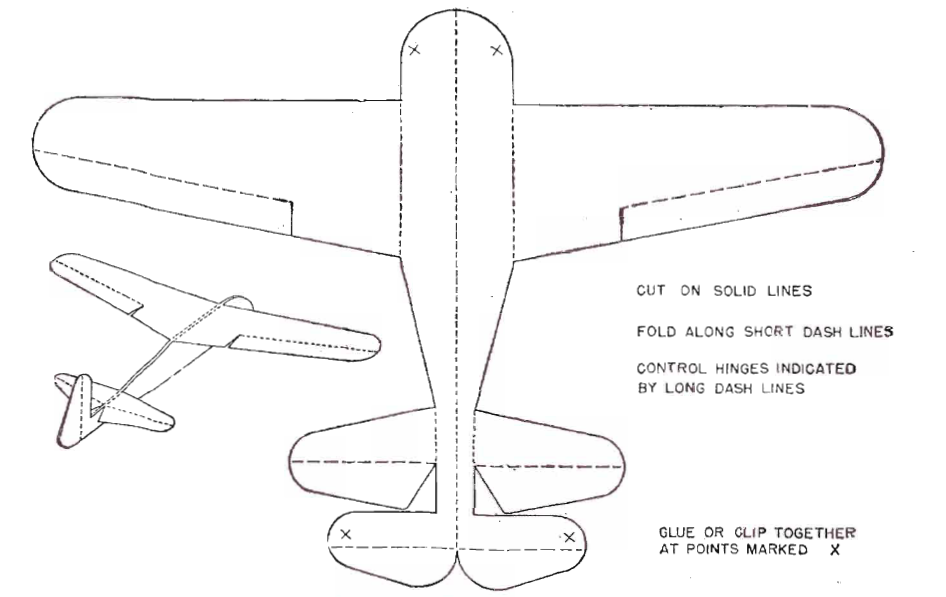 X X
CUT ON SOLID LINES
FOLD ALONG SHORT DASH LINES
CONTROL HINGES INDICATED
BY LONG DASH LINES
X X
GLUE OR CLIP TOGETHER
AT POINTS MARKED X